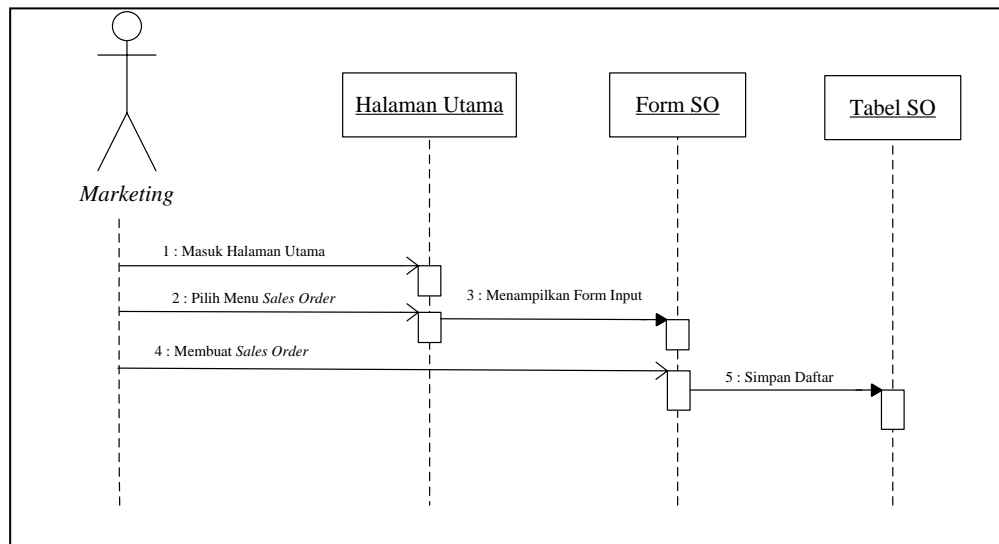 Halaman Utama
Form SO
Tabel SO
Marketing
1 : Masuk Halaman Utama
2 : Pilih Menu Sales Order
3 : Menampilkan Form Input
4 : Membuat Sales Order
5 : Simpan Daftar